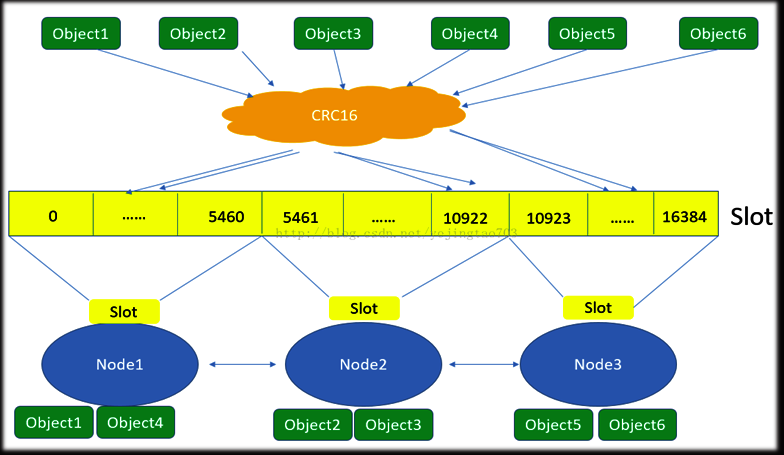 Object1 Object2 Object3 Object4 Object5 Object6
CRC16
0 ...... 5460 5461 ...... 10922 10923 ...... 16384 Slot
Slot Slot Slot
Node1 Node2 Node3
Object1 Object4 Object2 Object3 Object5 Object6